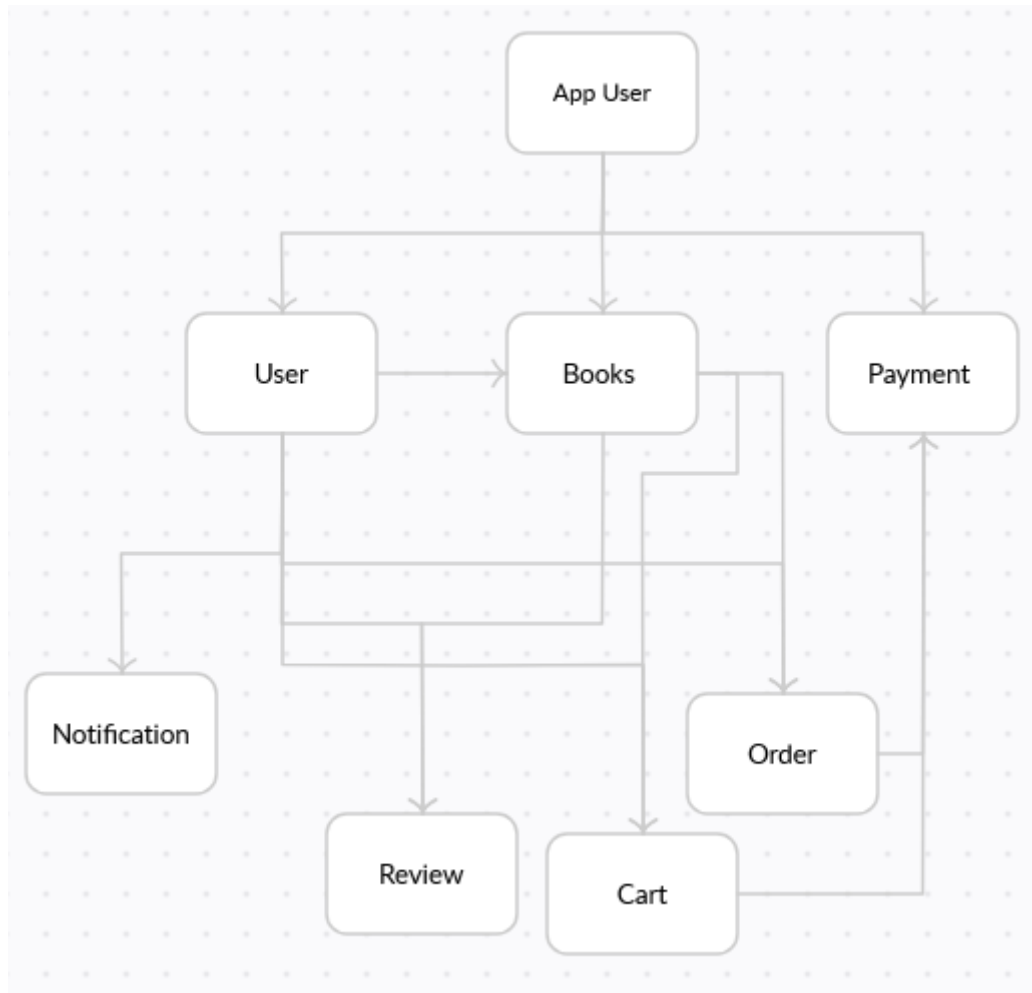 App User
User
Books
Payment
Notification
Order
Review
Cart